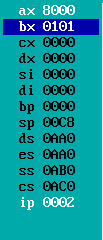 ax 8000
bx 0101
cx 0000
dx 0000
si 0000
di 0000
bp 0000
sp 00C8
ds 0AA0
es 0AA0
ss 0AB0
cs 0AC0
ip 0002